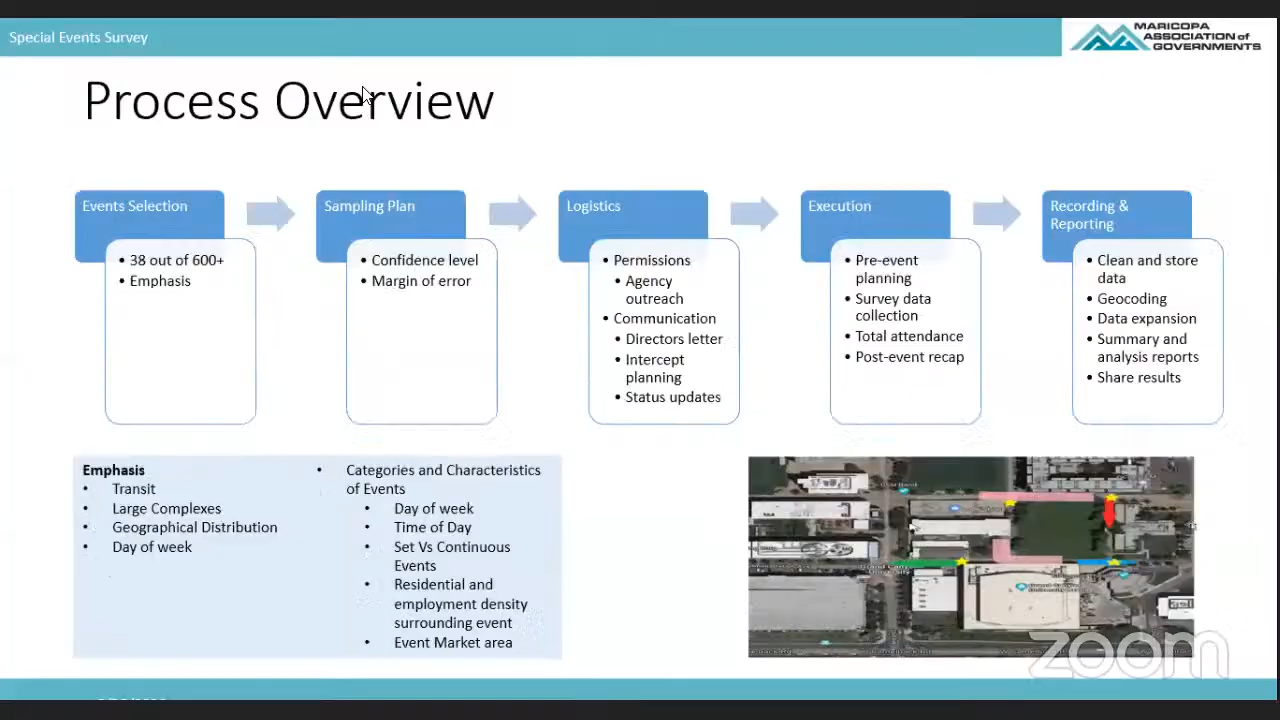 Special Events Survey
MARICOPA
ASSOCIATION of
GOVERNMENTS
Process Overview
Events Selection
• 38 out of 600+
• Emphasis
Sampling Plan
• Confidence level
• Margin of error
Logistics
• Permissions
• Agency
outreach
• Communication
• Directors letter
• Intercept
planning
• Status updates
Execution
• Pre-event
planning
• Survey data
collection
• Total attendance
• Post-event recap
Recording &
Reporting
• Clean and store
data
• Geocoding
• Data expansion
• Summary and
analysis reports
• Share results
Emphasis
• Transit
• Large Complexes
• Geographical Distribution
• Day of week
• Categories and Characteristics
of Events
• Day of week
• Time of Day
• Set Vs Continuous
Events
• Residential and
employment density
surrounding event
• Event Market area
zoom